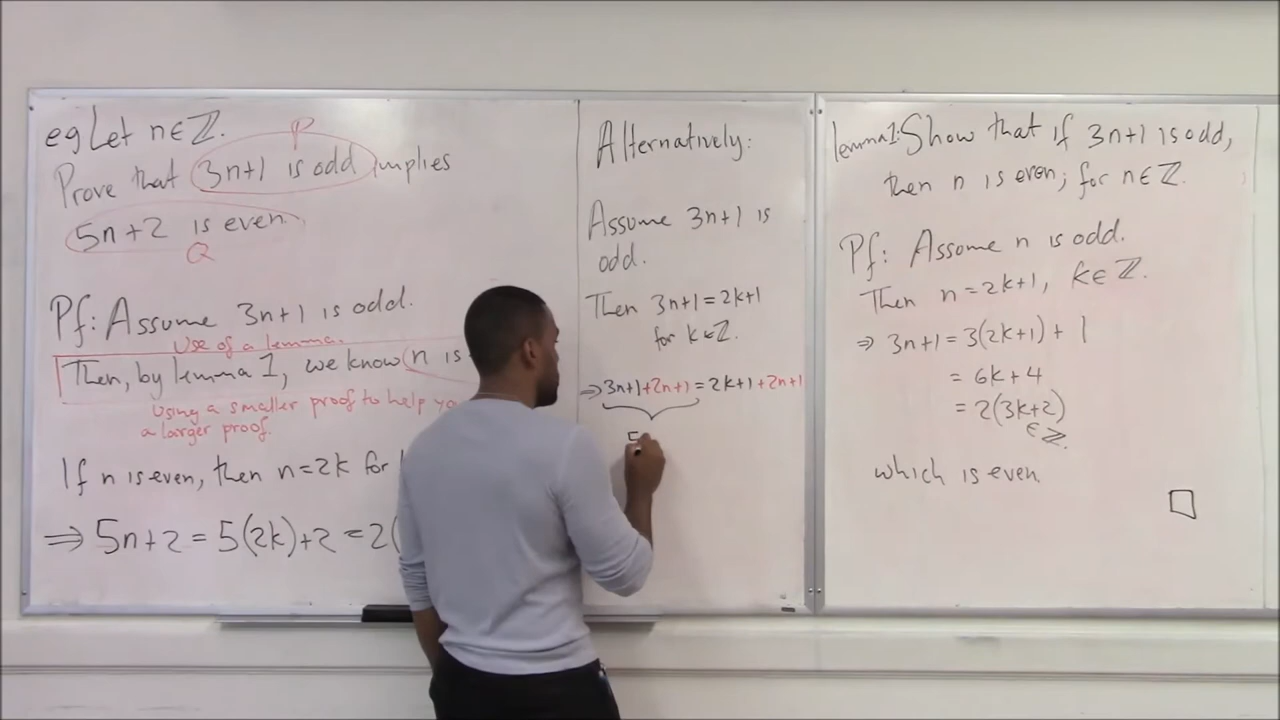 eg Let n∈ℤ.
P
Prove that 3n+1 is odd implies
5n+2 is even.
Q
Pf: Assume 3n+1 is odd.
Use of a lemma.
Then, by lemma 1, we know n is
Using a smaller proof to help
a larger proof.
If n is even, then n=2k for
⇒ 5n+2 = 5(2k)+2 = 2(
Alternatively:
Assume 3n+1 is
odd.
Then 3n+1=2k+1
for k∈ℤ.
⇒ 3n+1+2n+1 = 2k+1+2n+1
5
lemma1: Show that if 3n+1 is odd,
then n is even; for n∈ℤ.
Pf: Assume n is odd.
Then n=2k+1, k∈ℤ.
⇒ 3n+1 = 3(2k+1) + 1
= 6k+4
= 2(3k+2)
∈ℤ.
which is even.
□